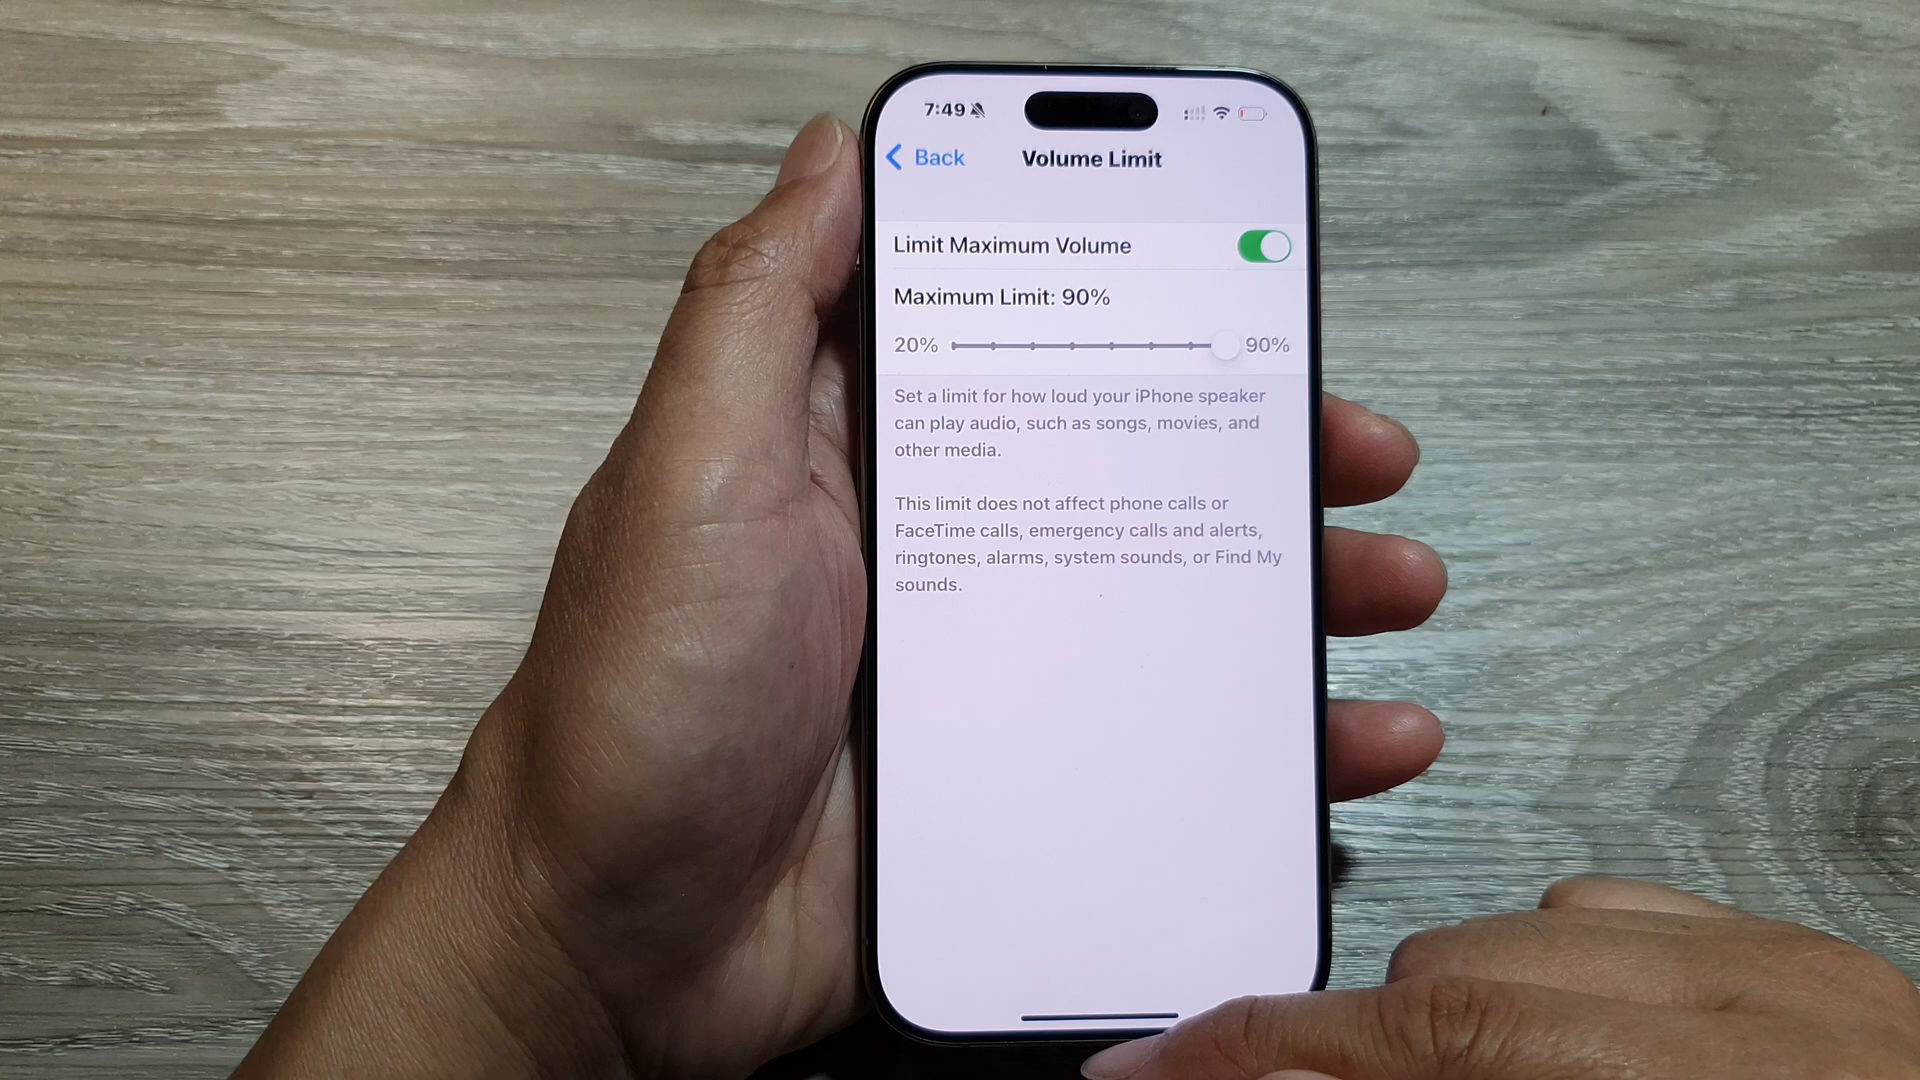 7:49
Back
Volume Limit
Limit Maximum Volume
Maximum Limit: 90%
20%
90%
Set a limit for how loud your iPhone speaker
can play audio, such as songs, movies, and
other media.
This limit does not affect phone calls or
FaceTime calls, emergency calls and alerts,
ringtones, alarms, system sounds, or Find My
sounds.